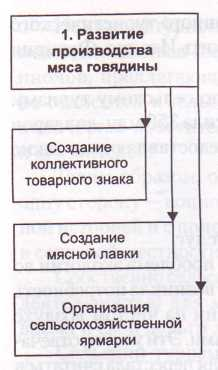 1. Развитие
производства
мяса говядины
Создание
коллективного
товарного знака
Создание
мясной лавки
Организация
сельскохозяйственной
ярмарки